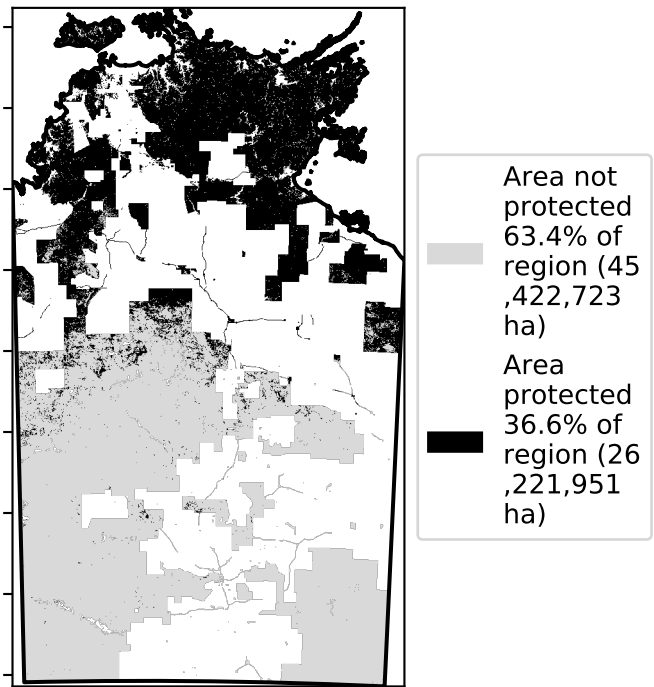 Area not
protected
63.4% of
region (45
,422,723
ha)
Area
protected
36.6% of
region (26
,221,951
ha)